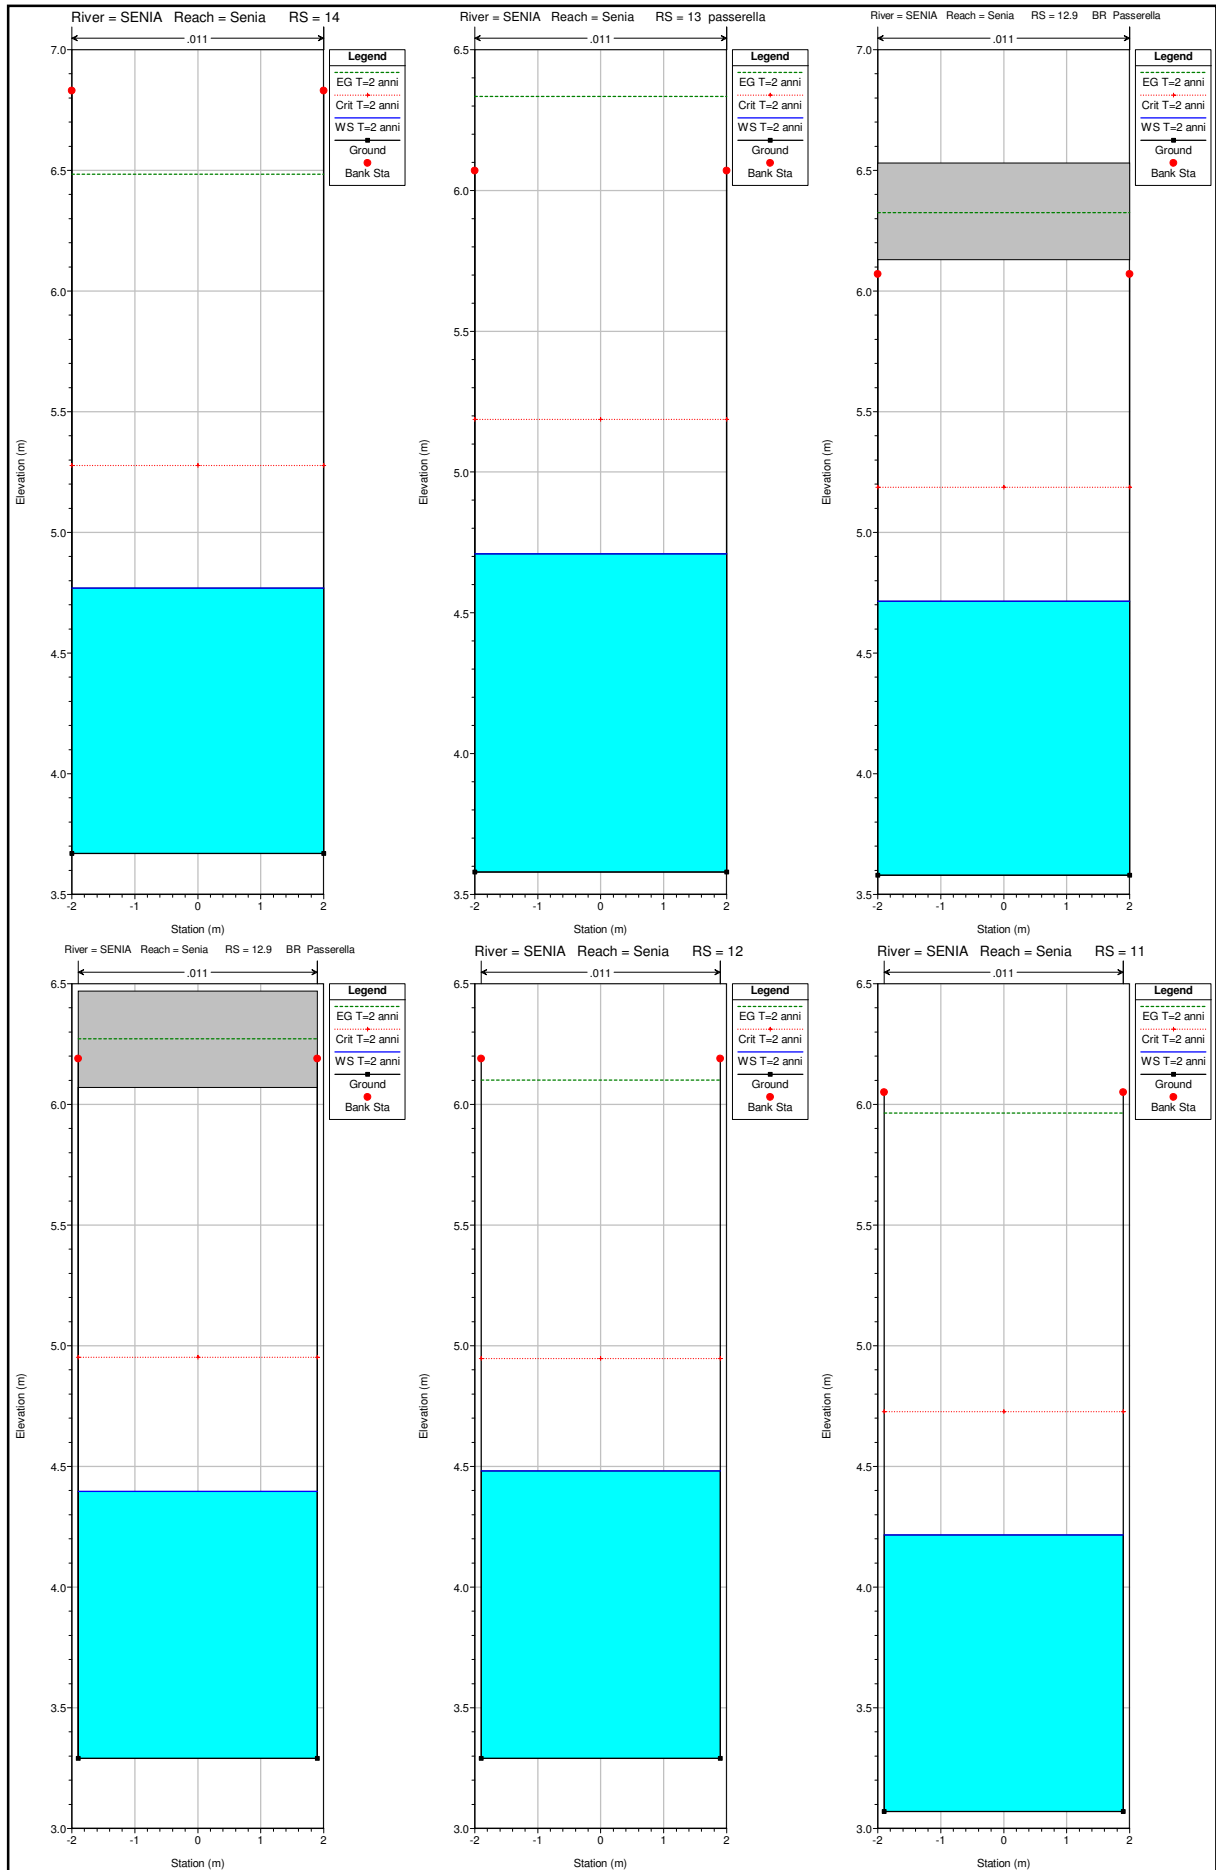 River = SENIA   Reach = Senia      RS = 14
.011
7.0
6.5
6.0
5.5
5.0
4.5
4.0
3.5
-2
-1
0
1
2
Station (m)
Elevation (m)
Legend
EG T=2 anni
Crit T=2 anni
WS T=2 anni
Ground
Bank Sta
River = SENIA   Reach = Senia      RS = 13  passerella
.011
6.5
6.0
5.5
5.0
4.5
4.0
3.5
-2
-1
0
1
2
Station (m)
Elevation (m)
Legend
EG T=2 anni
Crit T=2 anni
WS T=2 anni
Ground
Bank Sta
River = SENIA   Reach = Senia      RS = 12.9    BR  Passerella
.011
7.0
6.5
6.0
5.5
5.0
4.5
4.0
3.5
-2
-1
0
1
2
Station (m)
Elevation (m)
Legend
EG T=2 anni
Crit T=2 anni
WS T=2 anni
Ground
Bank Sta
River = SENIA   Reach = Senia      RS = 12.9    BR  Passerella
.011
6.5
6.0
5.5
5.0
4.5
4.0
3.5
3.0
-2
-1
0
1
2
Station (m)
Elevation (m)
Legend
EG T=2 anni
Crit T=2 anni
WS T=2 anni
Ground
Bank Sta
River = SENIA   Reach = Senia      RS = 12
.011
6.5
6.0
5.5
5.0
4.5
4.0
3.5
3.0
-2
-1
0
1
2
Station (m)
Elevation (m)
Legend
EG T=2 anni
Crit T=2 anni
WS T=2 anni
Ground
Bank Sta
River = SENIA   Reach = Senia      RS = 11
.011
6.5
6.0
5.5
5.0
4.5
4.0
3.5
3.0
-2
-1
0
1
2
Station (m)
Elevation (m)
Legend
EG T=2 anni
Crit T=2 anni
WS T=2 anni
Ground
Bank Sta